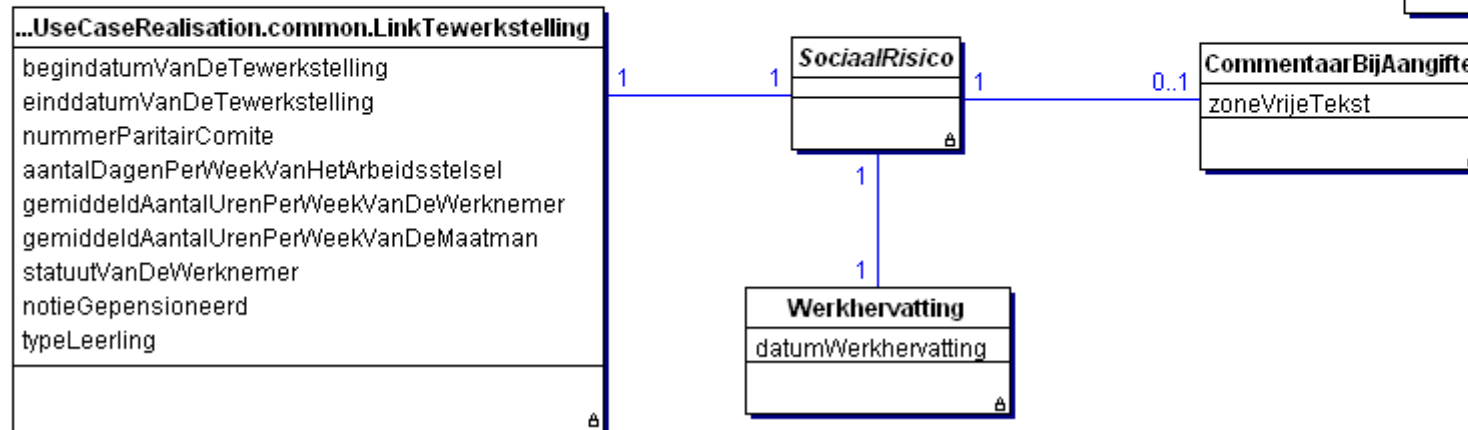 ...UseCaseRealisation.common.LinkTewerkstelling
begindatumVanDeTewerkstelling
einddatumVanDeTewerkstelling
nummerParitairComite
aantalDagenPerWeekVanHetArbeidsstelsel
gemiddeldAantalUrenPerWeekVanDeWerknemer
gemiddeldAantalUrenPerWeekVanDeMaatman
statuutVanDeWerknemer
notieGepensioneerd
typeLeerling
1
1
SociaalRisico
1
0..1
CommentaarBijAangifte
zoneVrijeTekst
1
1
Werkhervatting
datumWerkhervatting